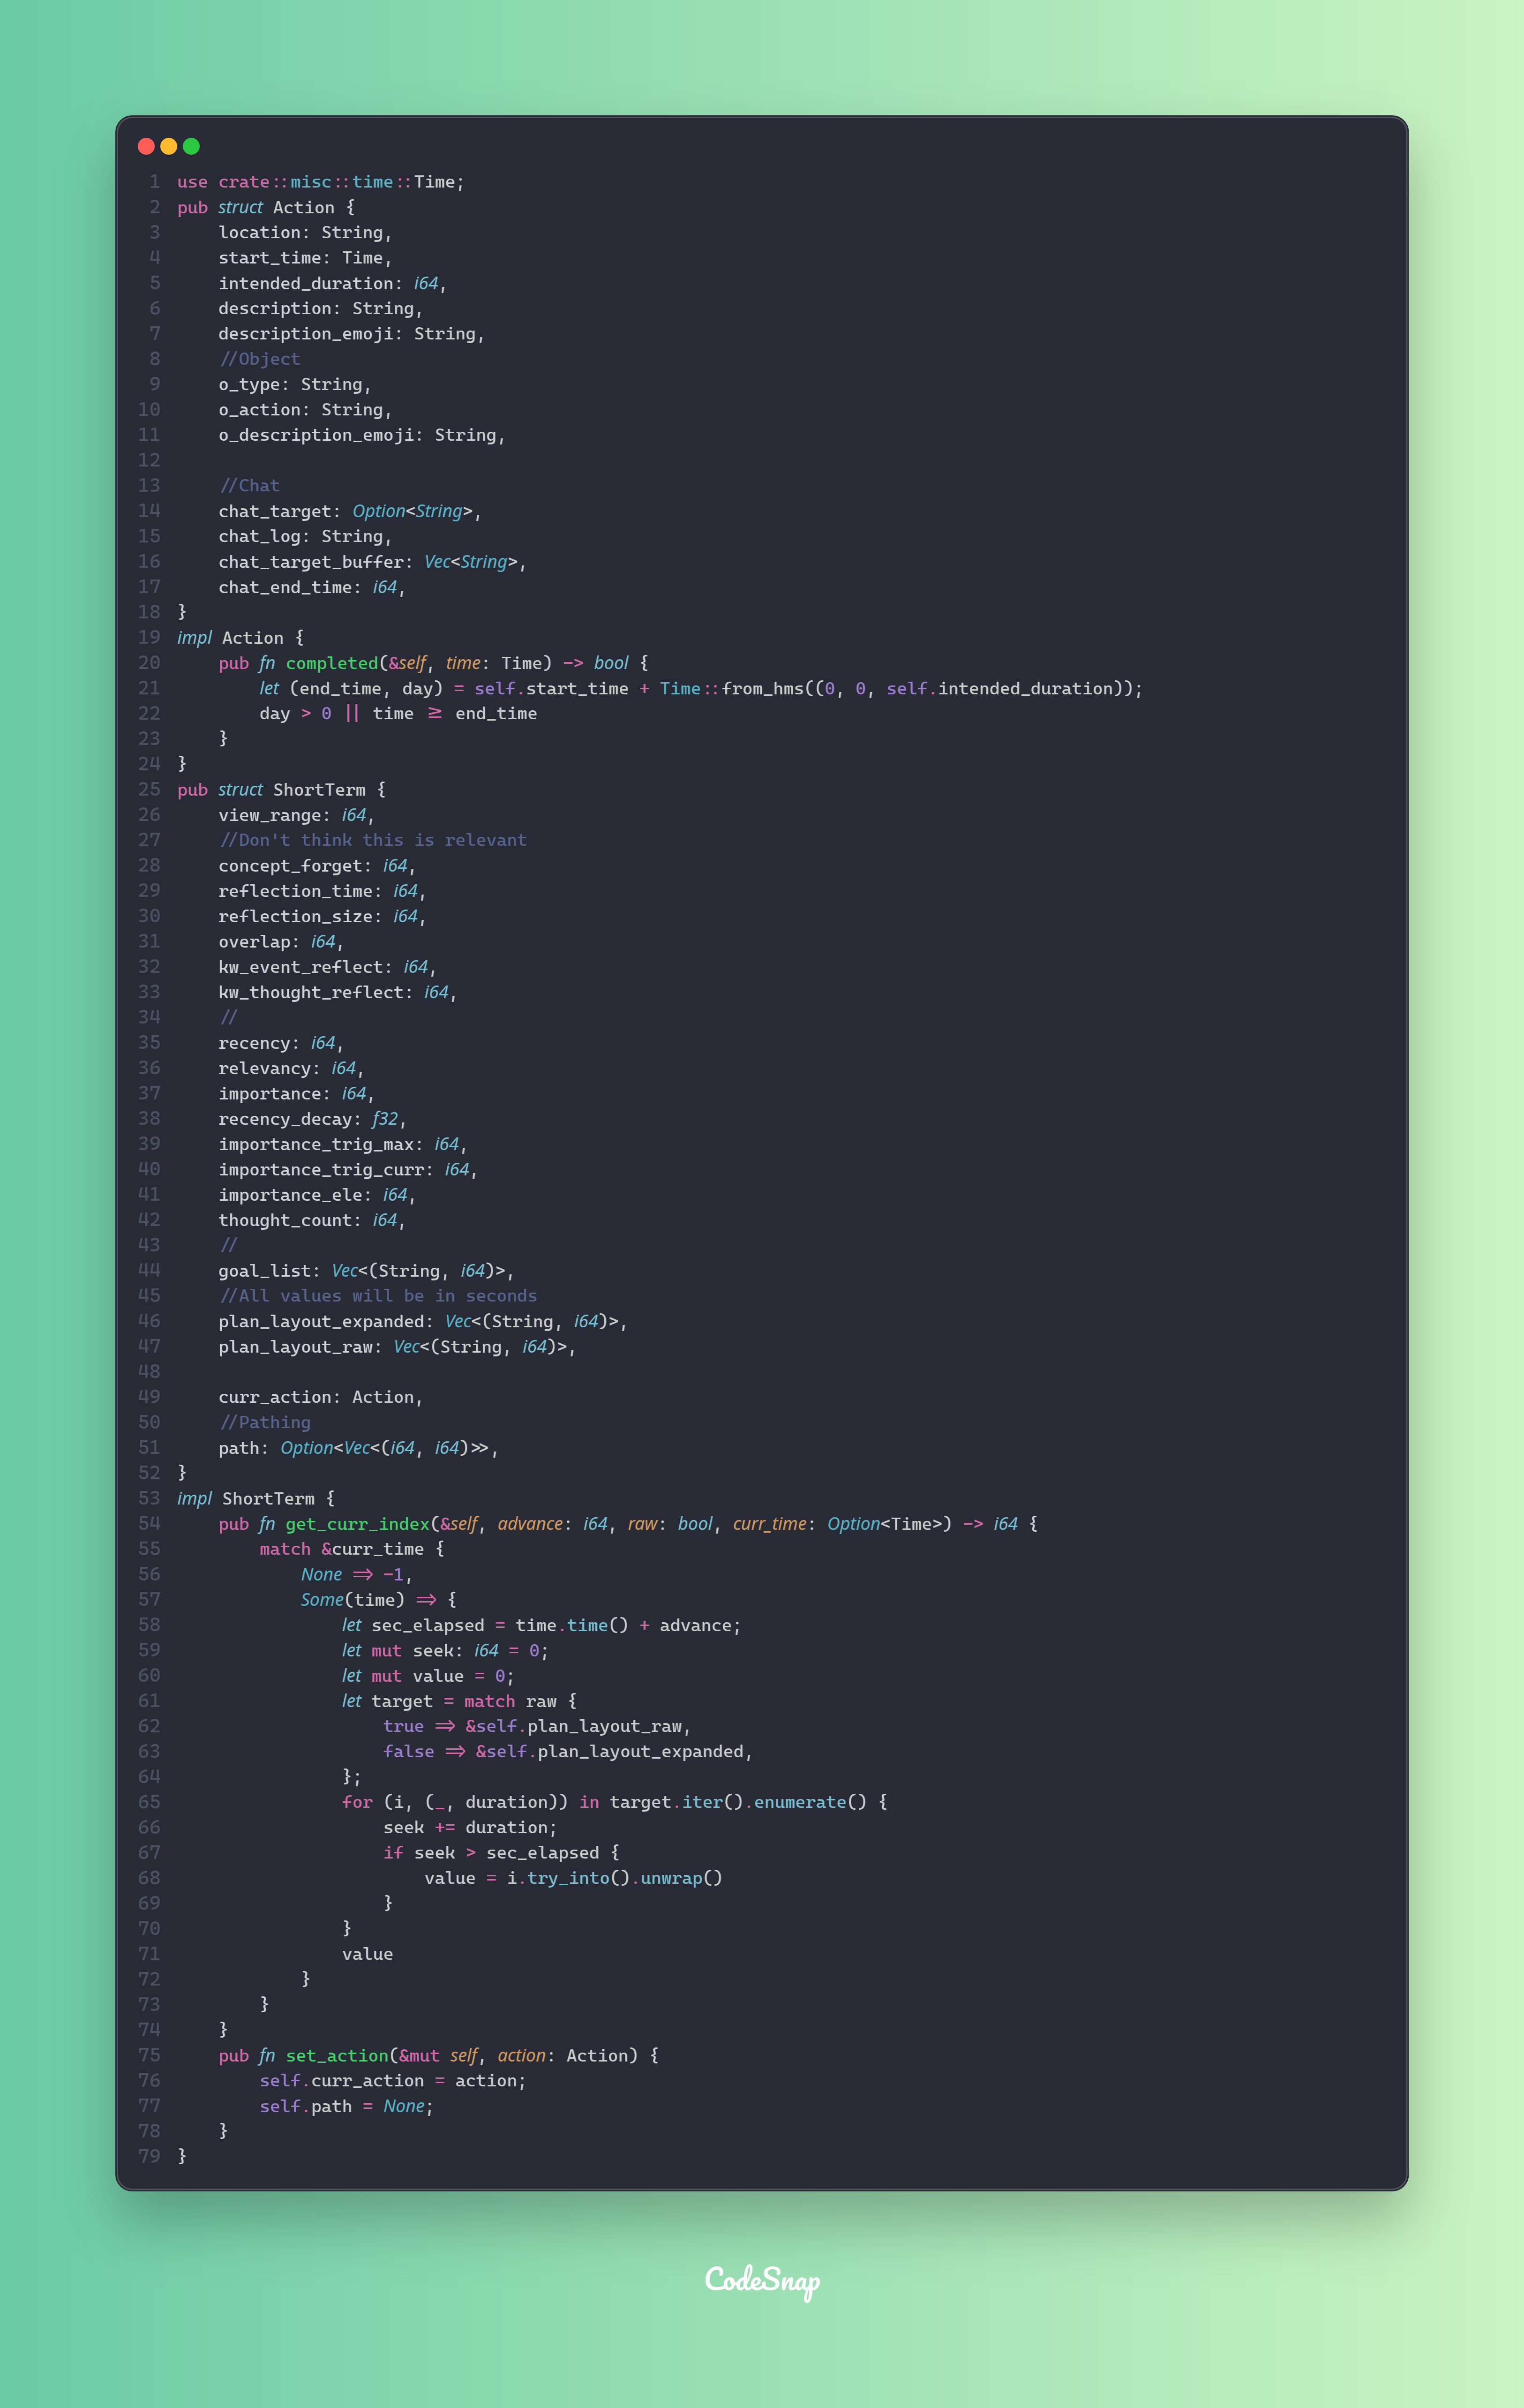 1 use crate::misc::time::Time;
2 pub struct Action {
3     location: String,
4     start_time: Time,
5     intended_duration: i64,
6     description: String,
7     description_emoji: String,
8     //Object
9     o_type: String,
10     o_action: String,
11     o_description_emoji: String,
12
13     //Chat
14     chat_target: Option<String>,
15     chat_log: String,
16     chat_target_buffer: Vec<String>,
17     chat_end_time: i64,
18 }
19 impl Action {
20     pub fn completed(&self, time: Time) -> bool {
21         let (end_time, day) = self.start_time + Time::from_hms((0, 0, self.intended_duration));
22         day > 0 || time >= end_time
23     }
24 }
25 pub struct ShortTerm {
26     view_range: i64,
27     //Don't think this is relevant
28     concept_forget: i64,
29     reflection_time: i64,
30     reflection_size: i64,
31     overlap: i64,
32     kw_event_reflect: i64,
33     kw_thought_reflect: i64,
34     //
35     recency: i64,
36     relevancy: i64,
37     importance: i64,
38     recency_decay: f32,
39     importance_trig_max: i64,
40     importance_trig_curr: i64,
41     importance_ele: i64,
42     thought_count: i64,
43     //
44     goal_list: Vec<(String, i64)>,
45     //All values will be in seconds
46     plan_layout_expanded: Vec<(String, i64)>,
47     plan_layout_raw: Vec<(String, i64)>,
48
49     curr_action: Action,
50     //Pathing
51     path: Option<Vec<(i64, i64)>>,
52 }
53 impl ShortTerm {
54     pub fn get_curr_index(&self, advance: i64, raw: bool, curr_time: Option<Time>) -> i64 {
55         match &curr_time {
56             None => -1,
57             Some(time) => {
58                 let sec_elapsed = time.time() + advance;
59                 let mut seek: i64 = 0;
60                 let mut value = 0;
61                 let target = match raw {
62                     true => &self.plan_layout_raw,
63                     false => &self.plan_layout_expanded,
64                 };
65                 for (i, (_, duration)) in target.iter().enumerate() {
66                     seek += duration;
67                     if seek > sec_elapsed {
68                         value = i.try_into().unwrap()
69                     }
70                 }
71                 value
72             }
73         }
74     }
75     pub fn set_action(&mut self, action: Action) {
76         self.curr_action = action;
77         self.path = None;
78     }
79 }
CodeSnap